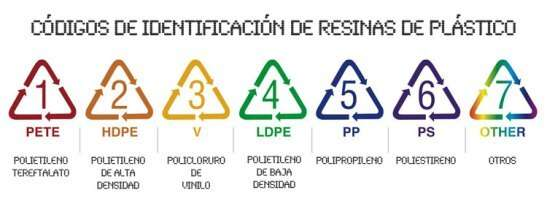 CÓDIGOS DE IDENTIFICACIÓN DE RESINAS DE PLÁSTICO
1 2 3 4 5 6 7
PETE HDPE V LDPE PP PS OTHER
POLIETILENO
TEREFTALATO
POLIETILENO
DE ALTA
DENSIDAD
POLICLORURO
DE
VINILO
POLIETILENO
DE BAJA
DENSIDAD
POLIPROPILENO
POLIESTIRENO
OTROS